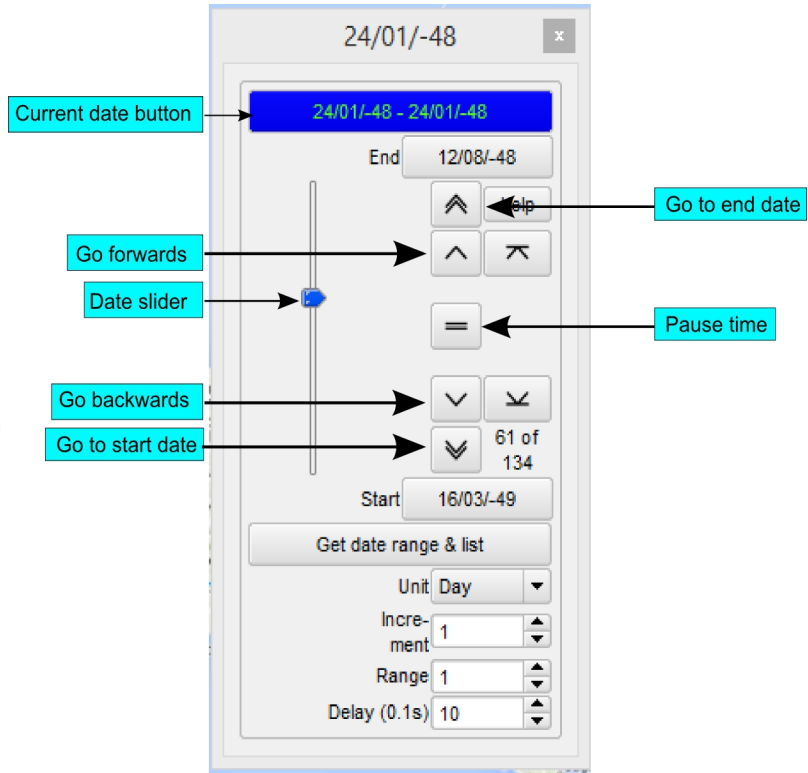 24/01/-48
x
Current date button
24/01/-48 - 24/01/-48
End 12/08/-48
Help
Go to end date
Go forwards
Date slider
Pause time
Go backwards
Go to start date
61 of
134
Start 16/03/-49
Get date range & list
Unit Day
Incre-
ment 1
Range 1
Delay (0.1s) 10